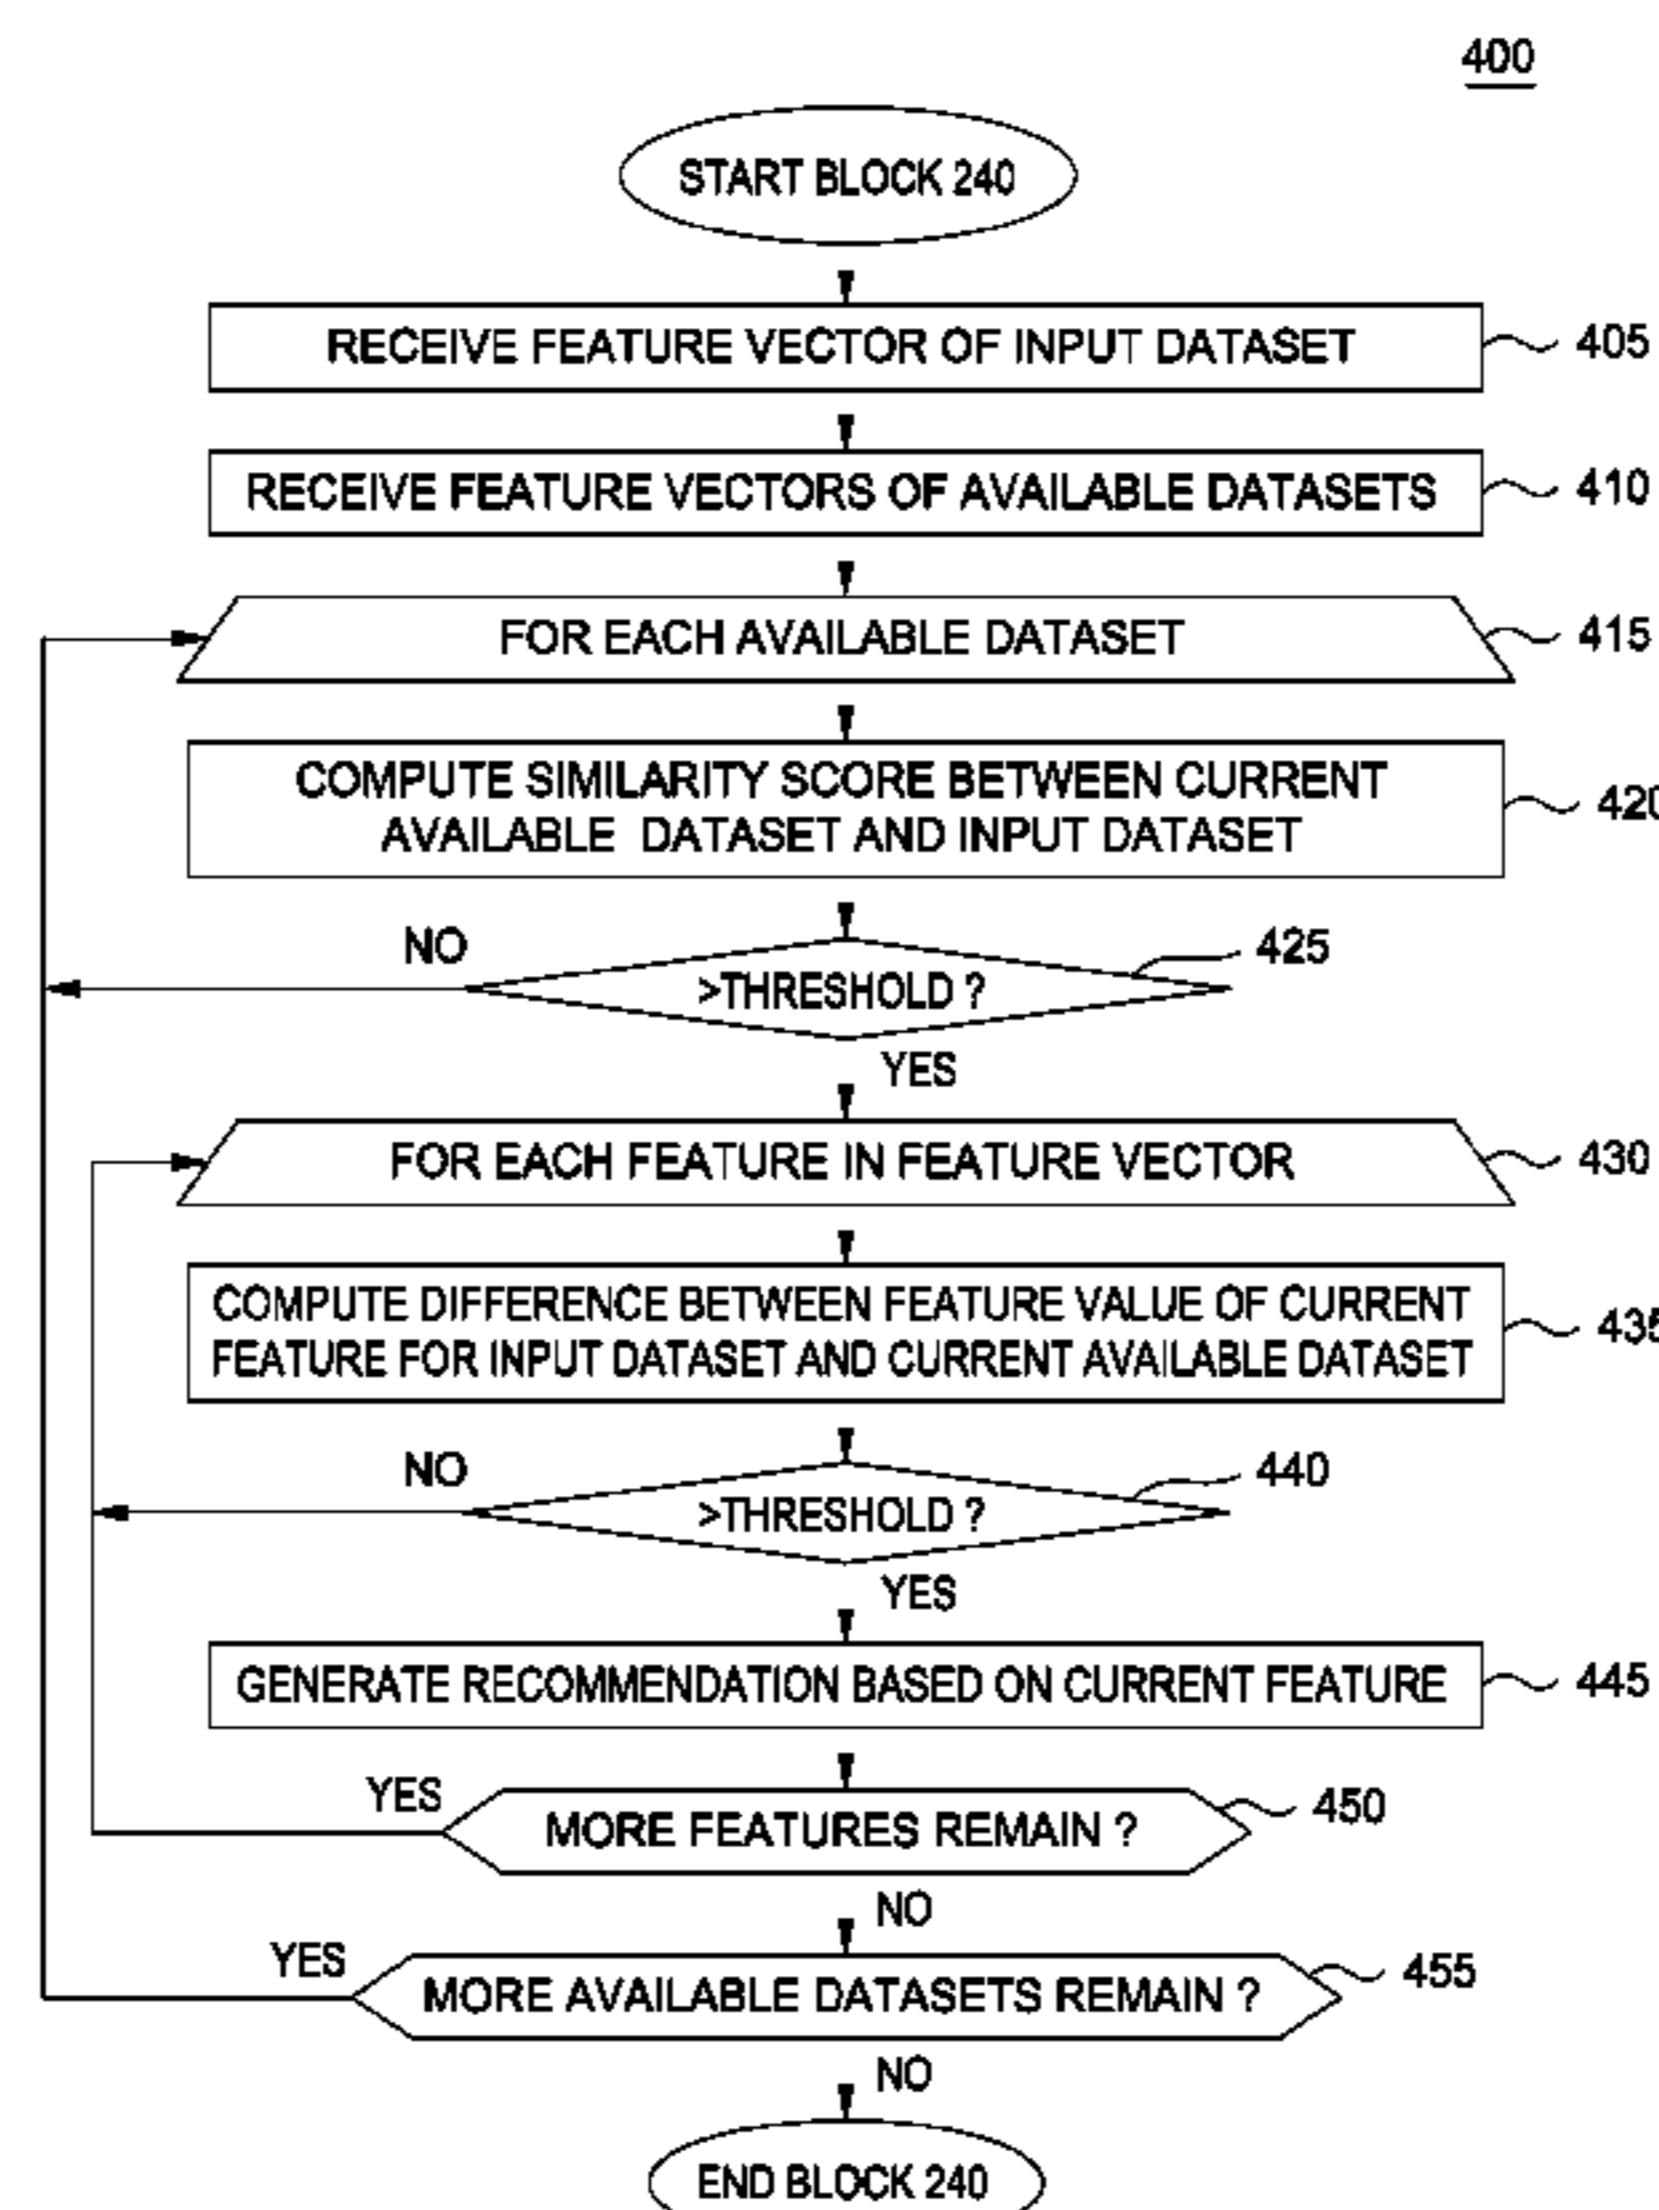 400
START BLOCK 240
RECEIVE FEATURE VECTOR OF INPUT DATASET
405
RECEIVE FEATURE VECTORS OF AVAILABLE DATASETS
410
FOR EACH AVAILABLE DATASET
415
COMPUTE SIMILARITY SCORE BETWEEN CURRENT
AVAILABLE DATASET AND INPUT DATASET
420
NO
>THRESHOLD ?
425
YES
FOR EACH FEATURE IN FEATURE VECTOR
430
COMPUTE DIFFERENCE BETWEEN FEATURE VALUE OF CURRENT
FEATURE FOR INPUT DATASET AND CURRENT AVAILABLE DATASET
435
NO
>THRESHOLD ?
440
YES
GENERATE RECOMMENDATION BASED ON CURRENT FEATURE
445
YES
MORE FEATURES REMAIN ?
450
NO
YES
MORE AVAILABLE DATASETS REMAIN ?
455
NO
END BLOCK 240